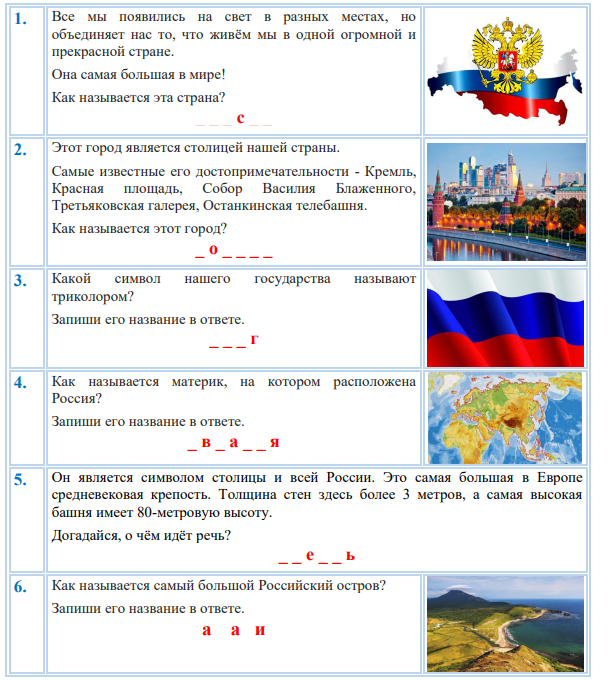 1.
Все мы появились на свет в разных местах, но
объединяет нас то, что живём мы в одной огромной и
прекрасной стране.
Она самая большая в мире!
Как называется эта страна?
_ _ _ с _ _
2.
Этот город является столицей нашей страны.
Самые известные его достопримечательности - Кремль,
Красная площадь, Собор Василия Блаженного,
Третьяковская галерея, Останкинская телебашня.
Как называется этот город?
_ о _ _ _ _
3.
Какой символ нашего государства называют
триколором?
Запиши его название в ответе.
_ _ _ г
4.
Как называется материк, на котором расположена
Россия?
Запиши его название в ответе.
_ в _ а _ _ я
5.
Он является символом столицы и всей России. Это самая большая в Европе
средневековая крепость. Толщина стен здесь более 3 метров, а самая высокая
башня имеет 80-метровую высоту.
Догадайся, о чём идёт речь?
_ _ е _ _ ь
6.
Как называется самый большой Российский остров?
Запиши его название в ответе.
а а и